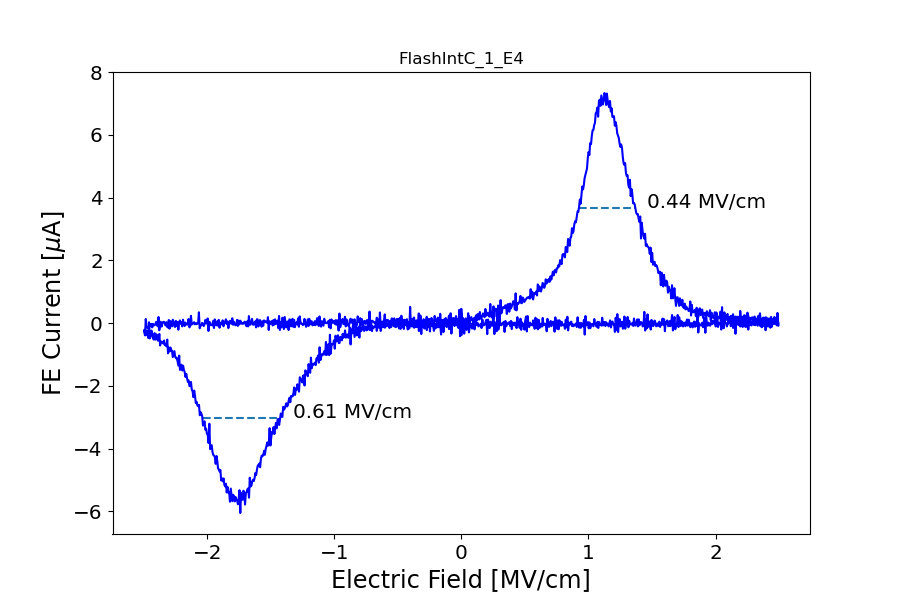 FlashIntC_1_E4
8
6
4
2
0
−2
−4
−6
FE Current [μA]
0.44 MV/cm
0.61 MV/cm
−2
−1
0
1
2
Electric Field [MV/cm]